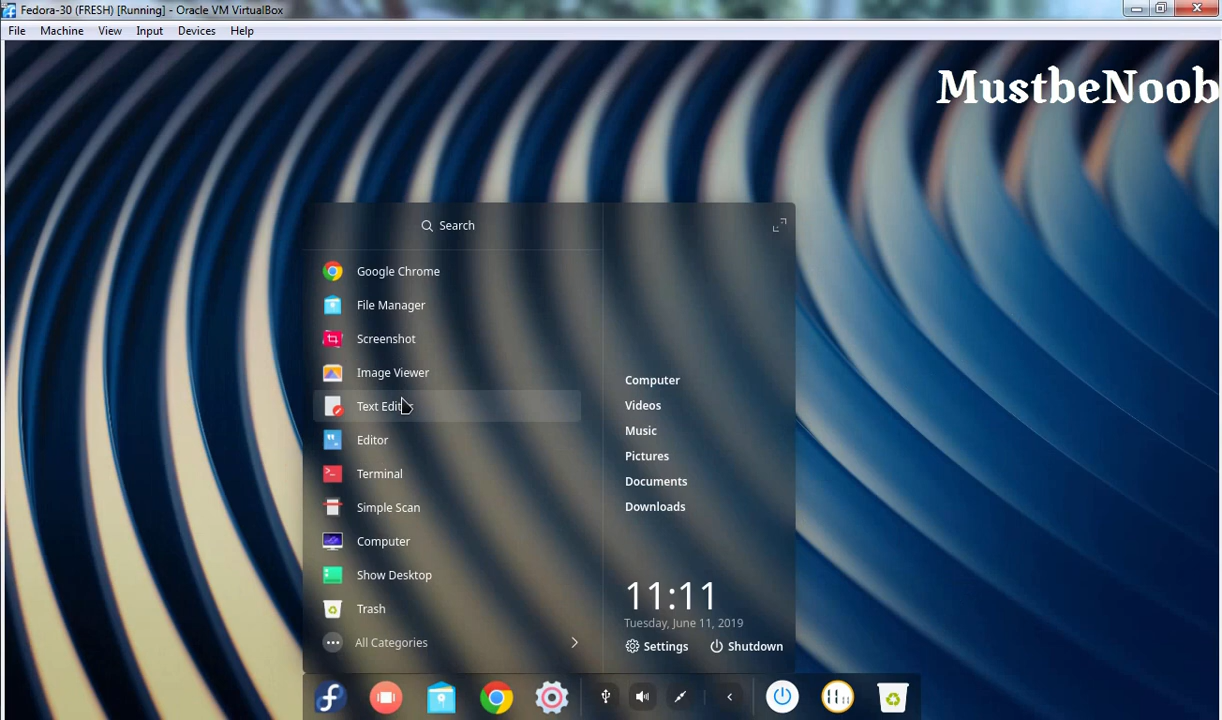 Fedora-30 (FRESH) [Running] - Oracle VM VirtualBox
File Machine View Input Devices Help
MustbeNoob
Search
Google Chrome
File Manager
Screenshot
Image Viewer
Text Editor
Editor
Terminal
Simple Scan
Computer
Show Desktop
Trash
All Categories
Computer
Videos
Music
Pictures
Documents
Downloads
11:11
Tuesday, June 11, 2019
Settings Shutdown